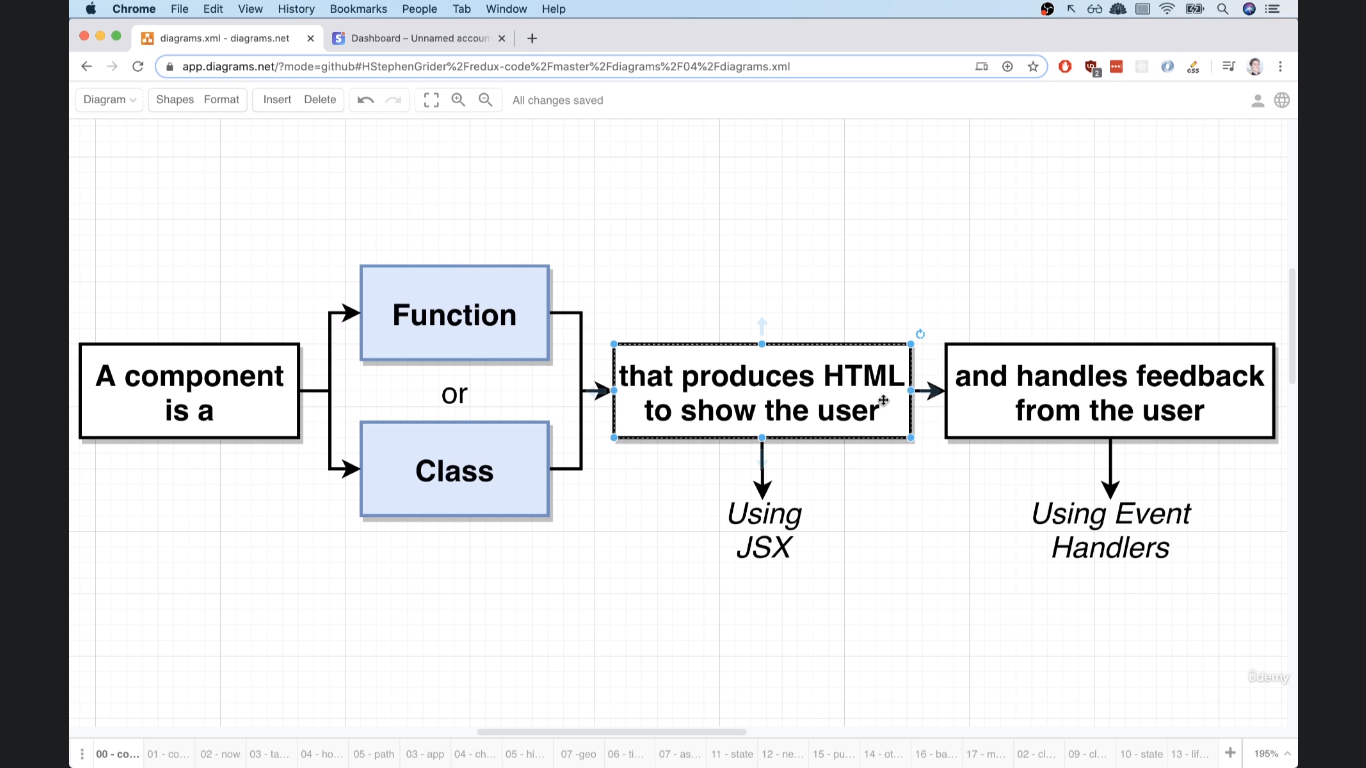 Chrome File Edit View History Bookmarks People Tab Window Help
diagrams.xml - diagrams.net
Dashboard – Unnamed accoun
app.diagrams.net/?mode=github#HStephenGrider%2Fredux-code%2Fmaster%2Fdiagrams%2F04%2Fdiagrams.xml
2
Diagram Shapes Format Insert Delete All changes saved
A component
is a
Function
or
Class
that produces HTML
to show the user
and handles feedback
from the user
Using
JSX
Using Event
Handlers
ûdemy
00 - co... 01 - co... 02 - now 03 - ta... 04 - ho... 05 - path 03 - app 04 - ch... 05 - hi... 07 -geo 06 - ti... 07 - as... 11 - state 12 - ne... 15 - pu... 14 - ot... 16 - ba... 17 - m... 02 - cl... 09 - cl... 10 - state 13 - lif... 195%